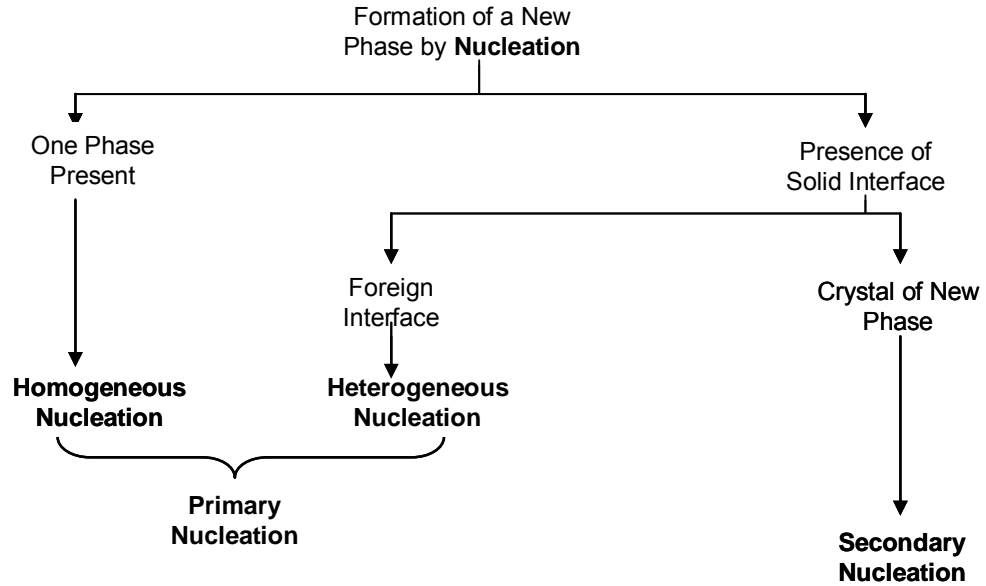 Formation of a New
Phase by Nucleation
One Phase
Present
Presence of
Solid Interface
Foreign
Interface
Crystal of New
Phase
Homogeneous
Nucleation
Heterogeneous
Nucleation
Primary
Nucleation
Secondary
Nucleation